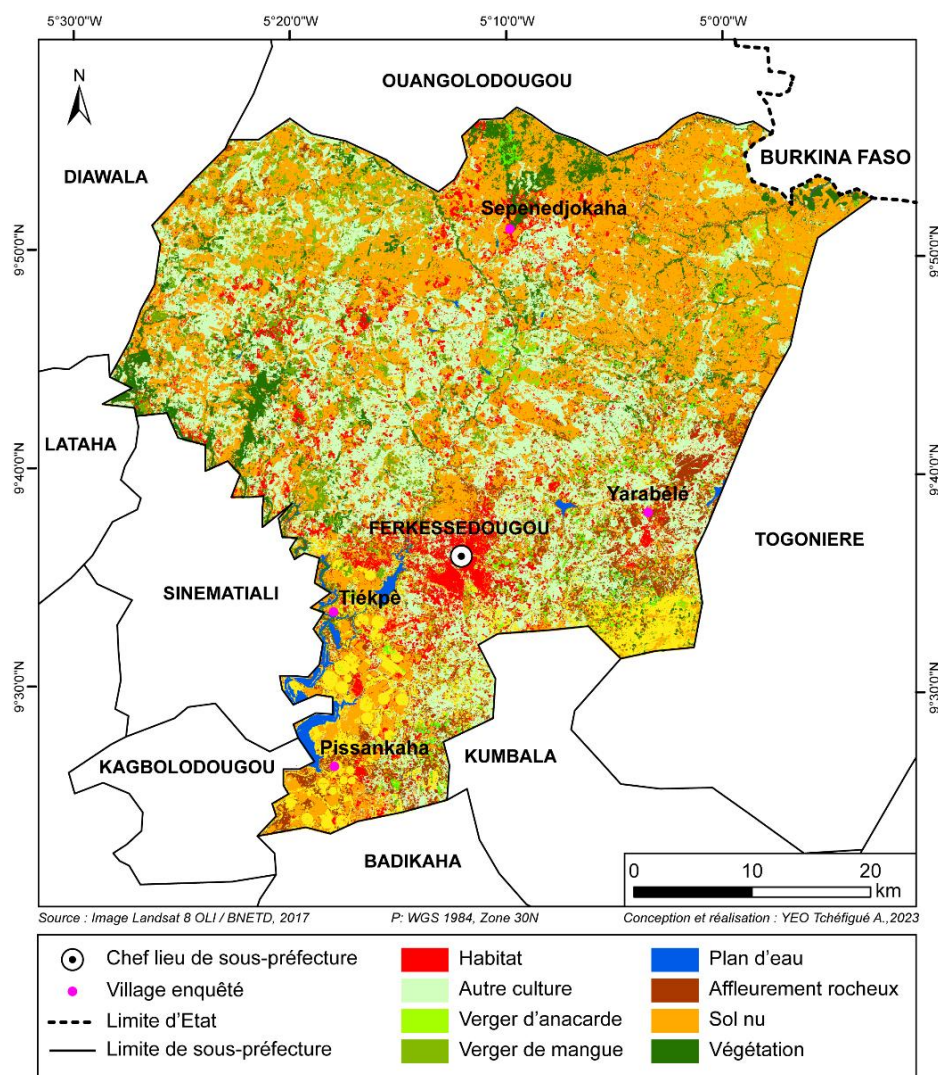 5°30'0"W 5°20'0"W 5°10'0"W 5°00'0"W
N
OUANGOLODOUGOU
BURKINA FASO
DIAWALA
Sepenedjokaha
9°50'0"N 9°50'0"N
LATAHA
9°40'0"N 9°40'0"N
Yarabélé
FERKESSEDOUGOU
TOGONIERE
SINEMATIALI
Tiékpè
9°30'0"N 9°30'0"N
Pissankaha
KUMBALA
KAGBOLODOUGOU
BADIKAHA
0 10 20
km
Source : Image Landsat 8 OLI / BNETD, 2017 P: WGS 1984, Zone 30N Conception et réalisation : YEO Tchéfigué A.,2023
Chef lieu de sous-préfecture
Village enquêté
Limite d'Etat
Limite de sous-préfecture
Habitat
Autre culture
Verger d'anacarde
Verger de mangue
Plan d'eau
Affleurement rocheux
Sol nu
Végétation